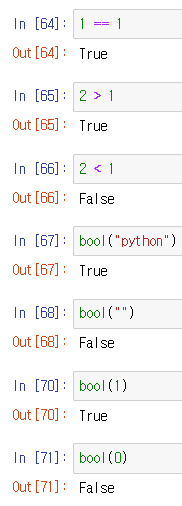 In [64]: 1 == 1
Out[64]: True
In [65]: 2 > 1
Out[65]: True
In [66]: 2 < 1
Out[66]: False
In [67]: bool("python")
Out[67]: True
In [68]: bool("")
Out[68]: False
In [70]: bool(1)
Out[70]: True
In [71]: bool(0)
Out[71]: False